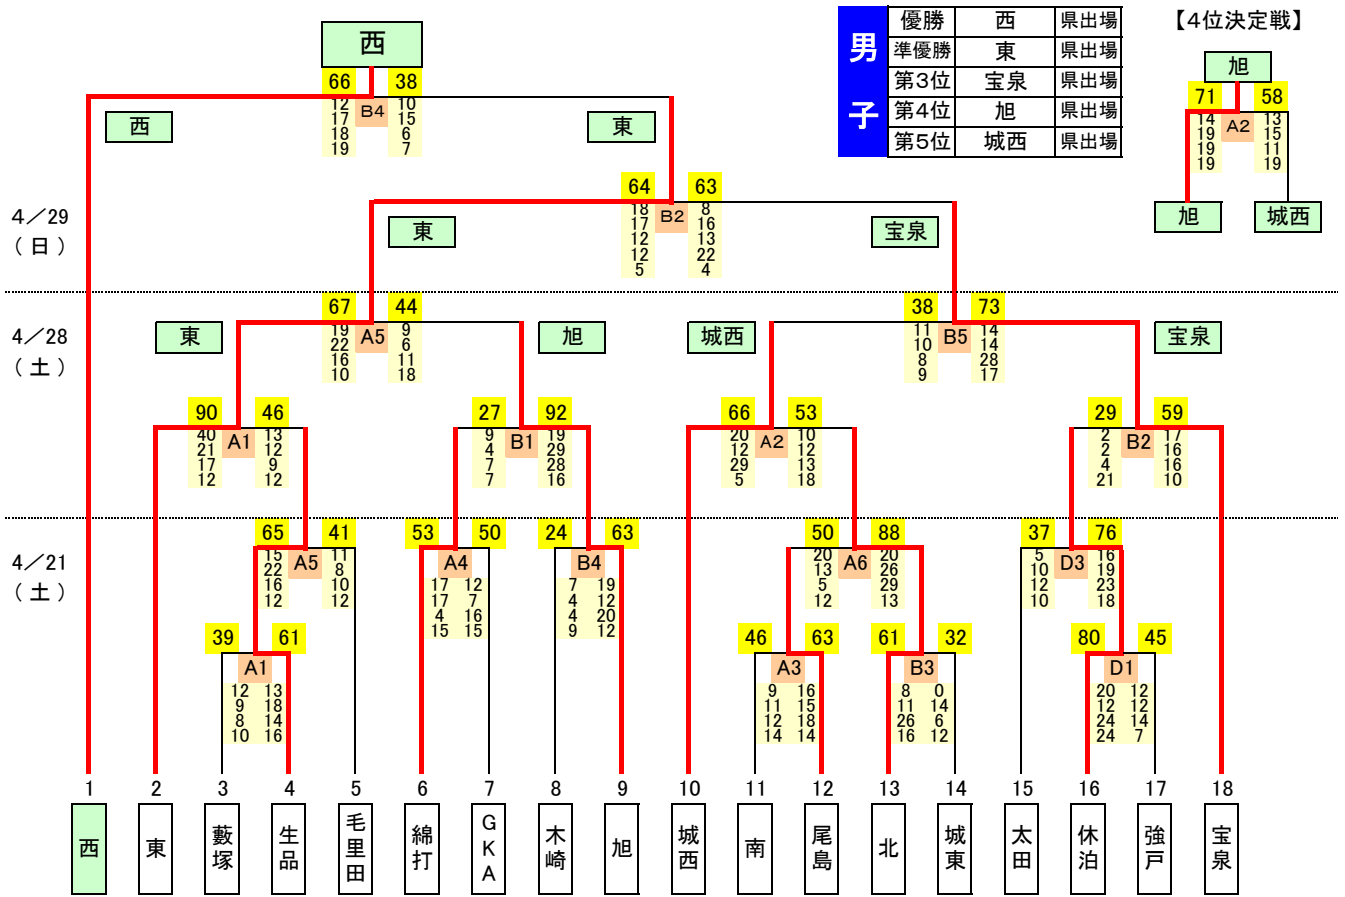 優勝 西 県出場
準優勝 東 県出場
第3位 宝泉 県出場
第4位 旭 県出場
第5位 城西 県出場
男子
【4位決定戦】
旭
71 58
14 A2 13
19 15
19 11
19 19
旭 城西
西
66 38
12 B4 10
17 15
18 6
19 7
西 東
64 63
18 B2 8
17 16
12 13
12 22
5 4
4／29
（日）
東 宝泉
67 44 38 73
19 A5 9 11 B5 14
22 6 10 14
16 11 8 28
10 18 9 17
4／28
（土）
東 旭 城西 宝泉
90 46 27 92 66 53 29 59
40 A1 13 9 B1 19 20 A2 10 2 B2 17
21 12 4 29 12 12 2 16
17 9 7 28 29 13 4 16
12 12 7 16 5 18 21 10
4／21
（土）
65 41 53 50 24 63 50 88 37 76
15 A5 11 A4 B4 20 A6 20 5 D3 16
22 8 17 12 7 19 13 26 10 19
16 10 17 7 4 12 5 29 12 23
12 12 4 16 4 20 12 13 10 18
15 15 9 12
39 61 46 63 61 32 80 45
A1 A3 B3 D1
12 13 9 16 8 0 20 12
9 18 11 15 11 14 12 12
8 14 12 18 26 6 24 14
10 16 14 14 16 12 24 7
1 2 3 4 5 6 7 8 9 10 11 12 13 14 15 16 17 18
西 東 藪塚 生品 毛里田 綿打 GKA 木崎 旭 城西 南 尾島 北 城東 太田 休泊 強戸 宝泉